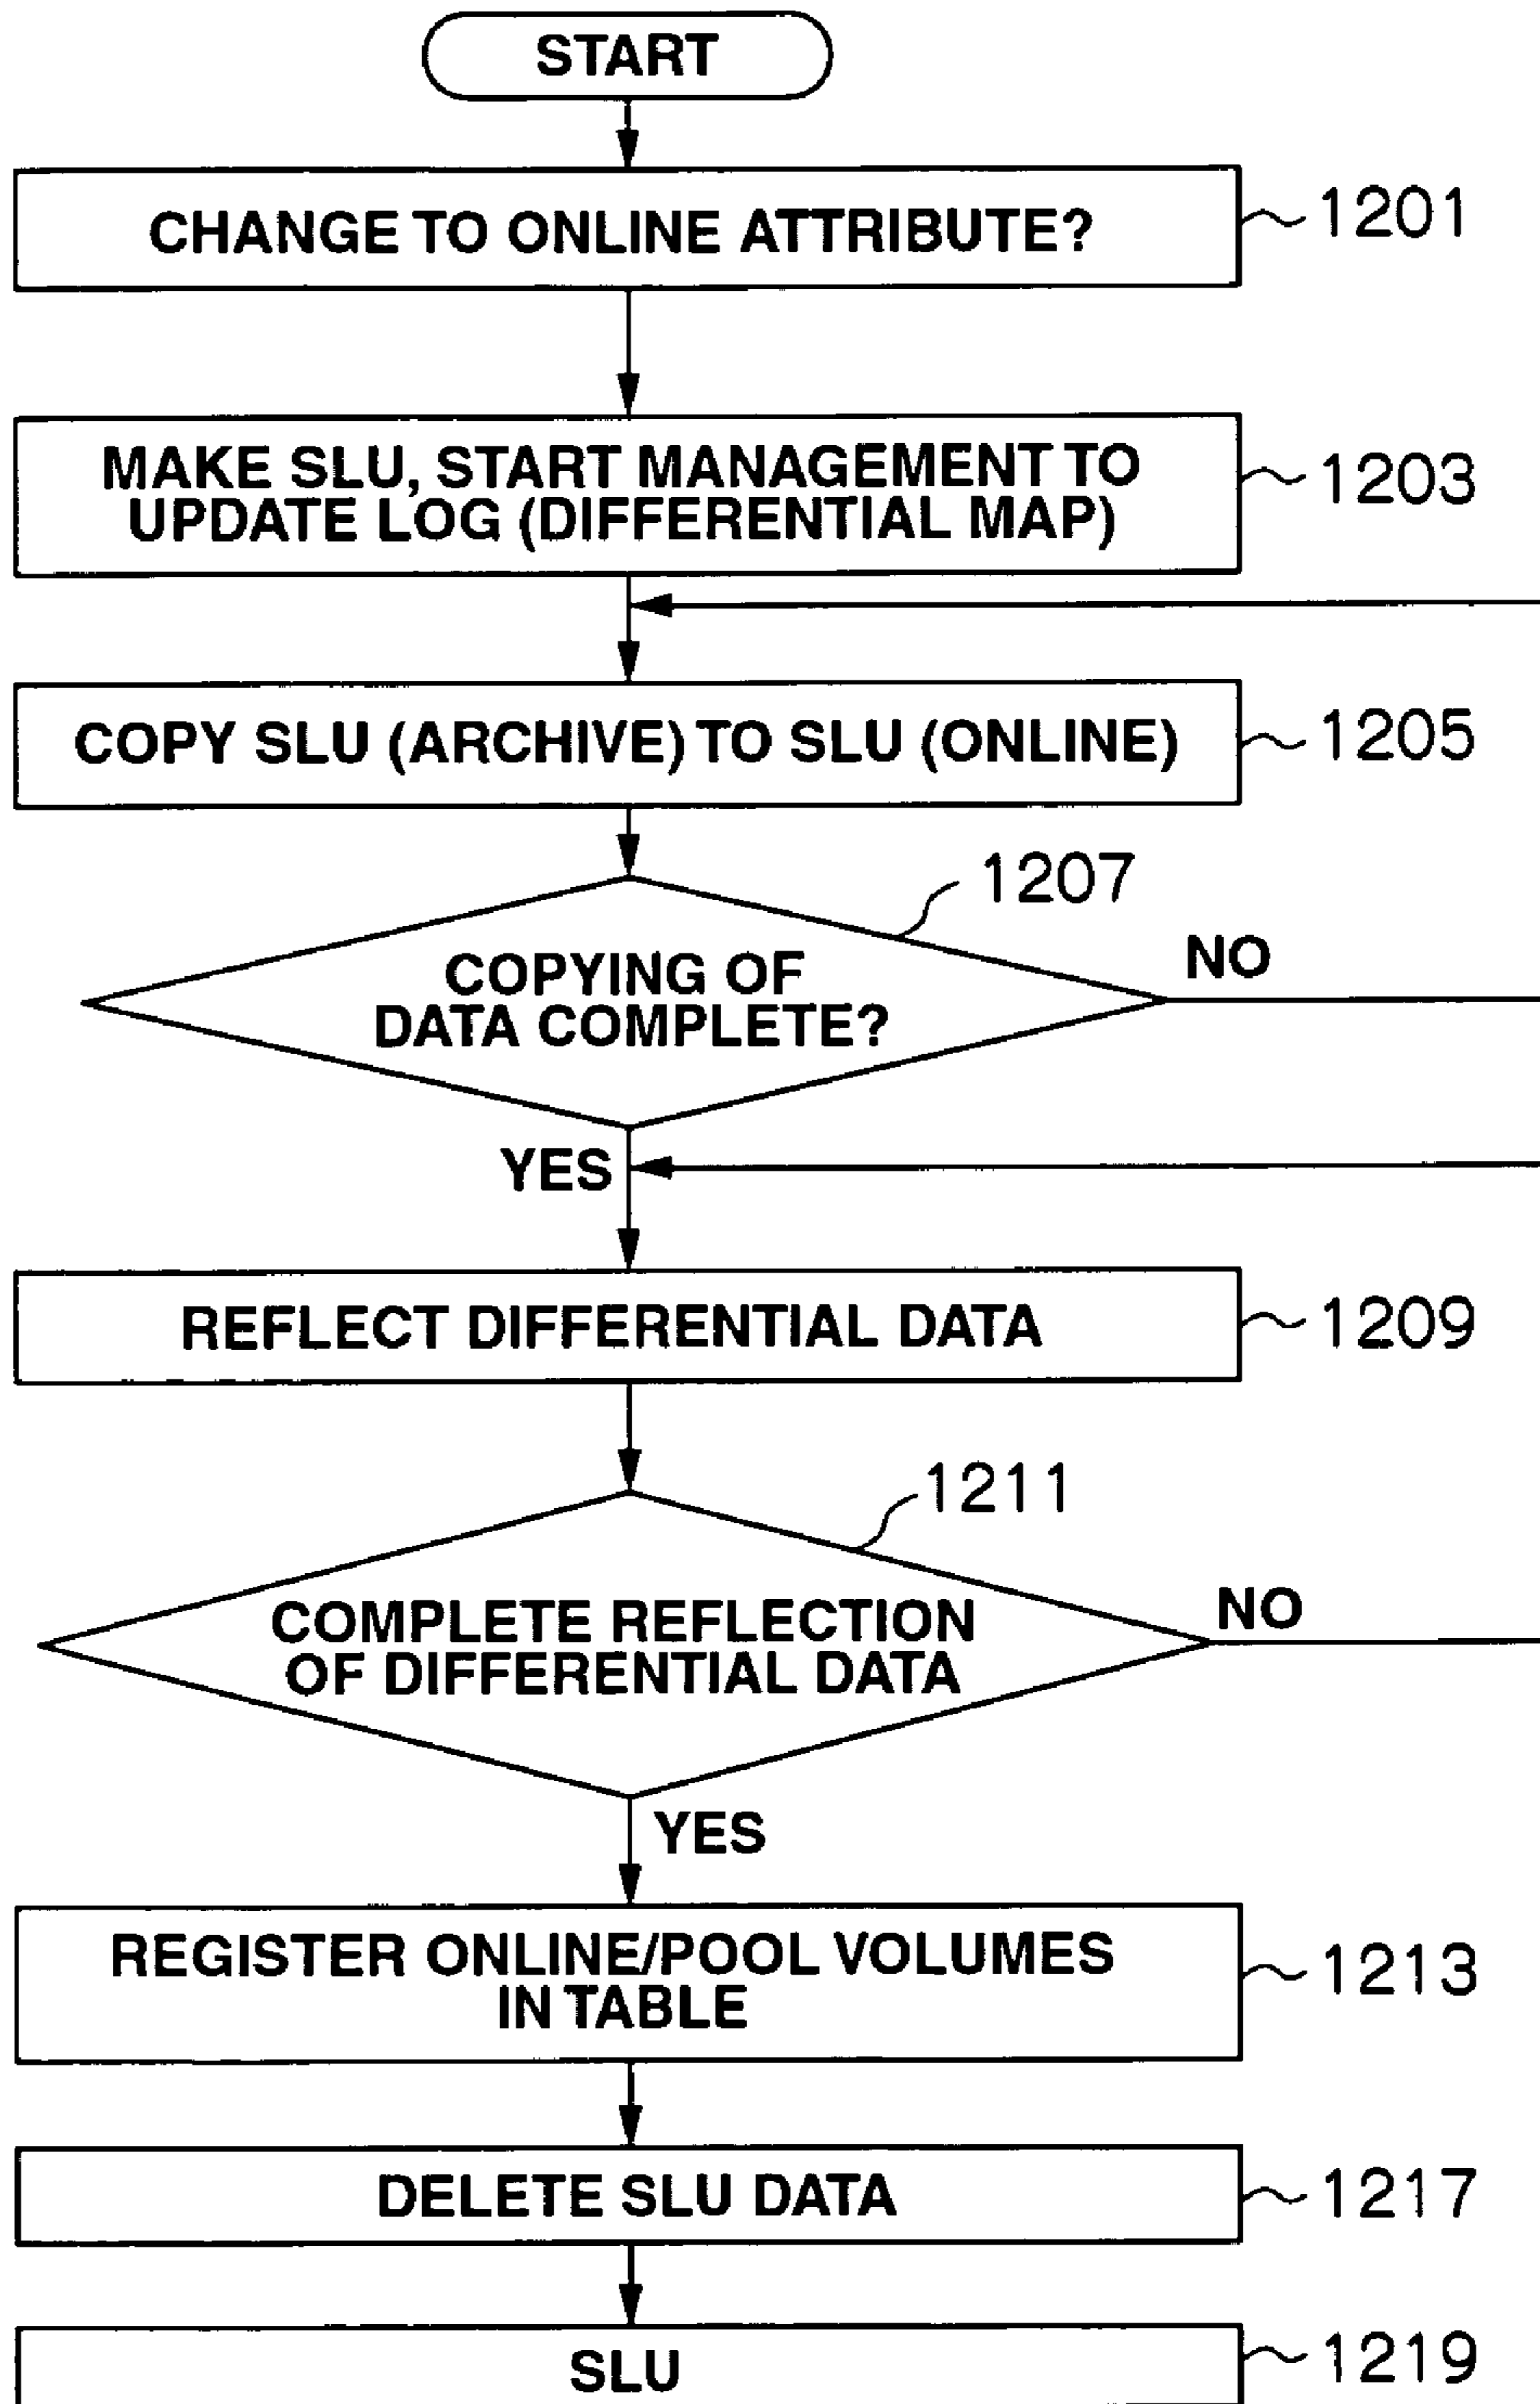 START
CHANGE TO ONLINE ATTRIBUTE?
1201
MAKE SLU, START MANAGEMENT TO
UPDATE LOG (DIFFERENTIAL MAP)
1203
COPY SLU (ARCHIVE) TO SLU (ONLINE)
1205
1207
COPYING OF
DATA COMPLETE?
NO
YES
REFLECT DIFFERENTIAL DATA
1209
1211
COMPLETE REFLECTION
OF DIFFERENTIAL DATA
NO
YES
REGISTER ONLINE/POOL VOLUMES
IN TABLE
1213
DELETE SLU DATA
1217
SLU
1219